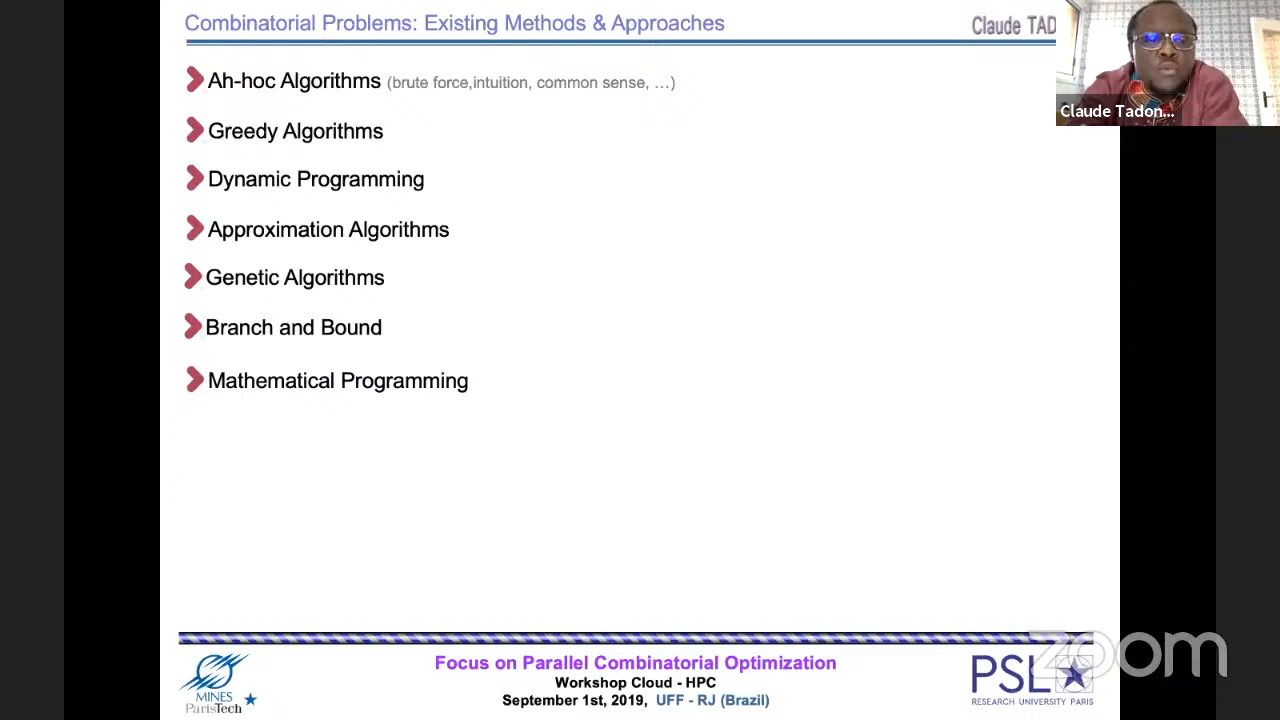 Combinatorial Problems: Existing Methods & Approaches
Claude TAD
Claude Tadon...
Ah-hoc Algorithms (brute force,intuition, common sense, ...)
Greedy Algorithms
Dynamic Programming
Approximation Algorithms
Genetic Algorithms
Branch and Bound
Mathematical Programming
Focus on Parallel Combinatorial Optimization
Workshop Cloud - HPC
September 1st, 2019, UFF - RJ (Brazil)
MINES
ParisTech
PSL
RESEARCH UNIVERSITY PARIS
zoom